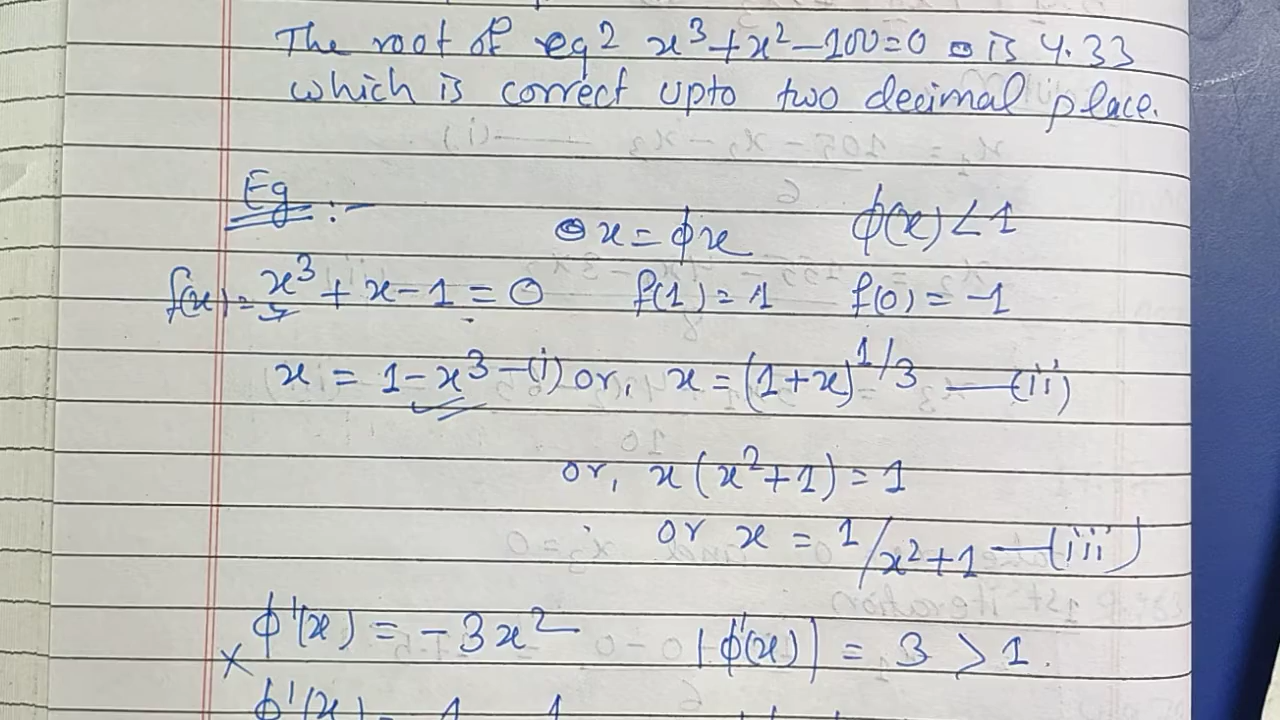 The root of eqn x³+x²-100=0 is 4.33
which is correct upto two decimal place.
Eg :-
x = ϕx ϕ(x) < 1
f(x) = x³ + x - 1 = 0 f(1) = 1 f(0) = -1
x = 1 - x³ —(i) or, x = (1+x)^1/3 —(ii)
or, x(x²+1) = 1
or x = 1/x²+1 —(iii)
ϕ'(x) = -3x² |ϕ'(x)| = 3 > 1.
×